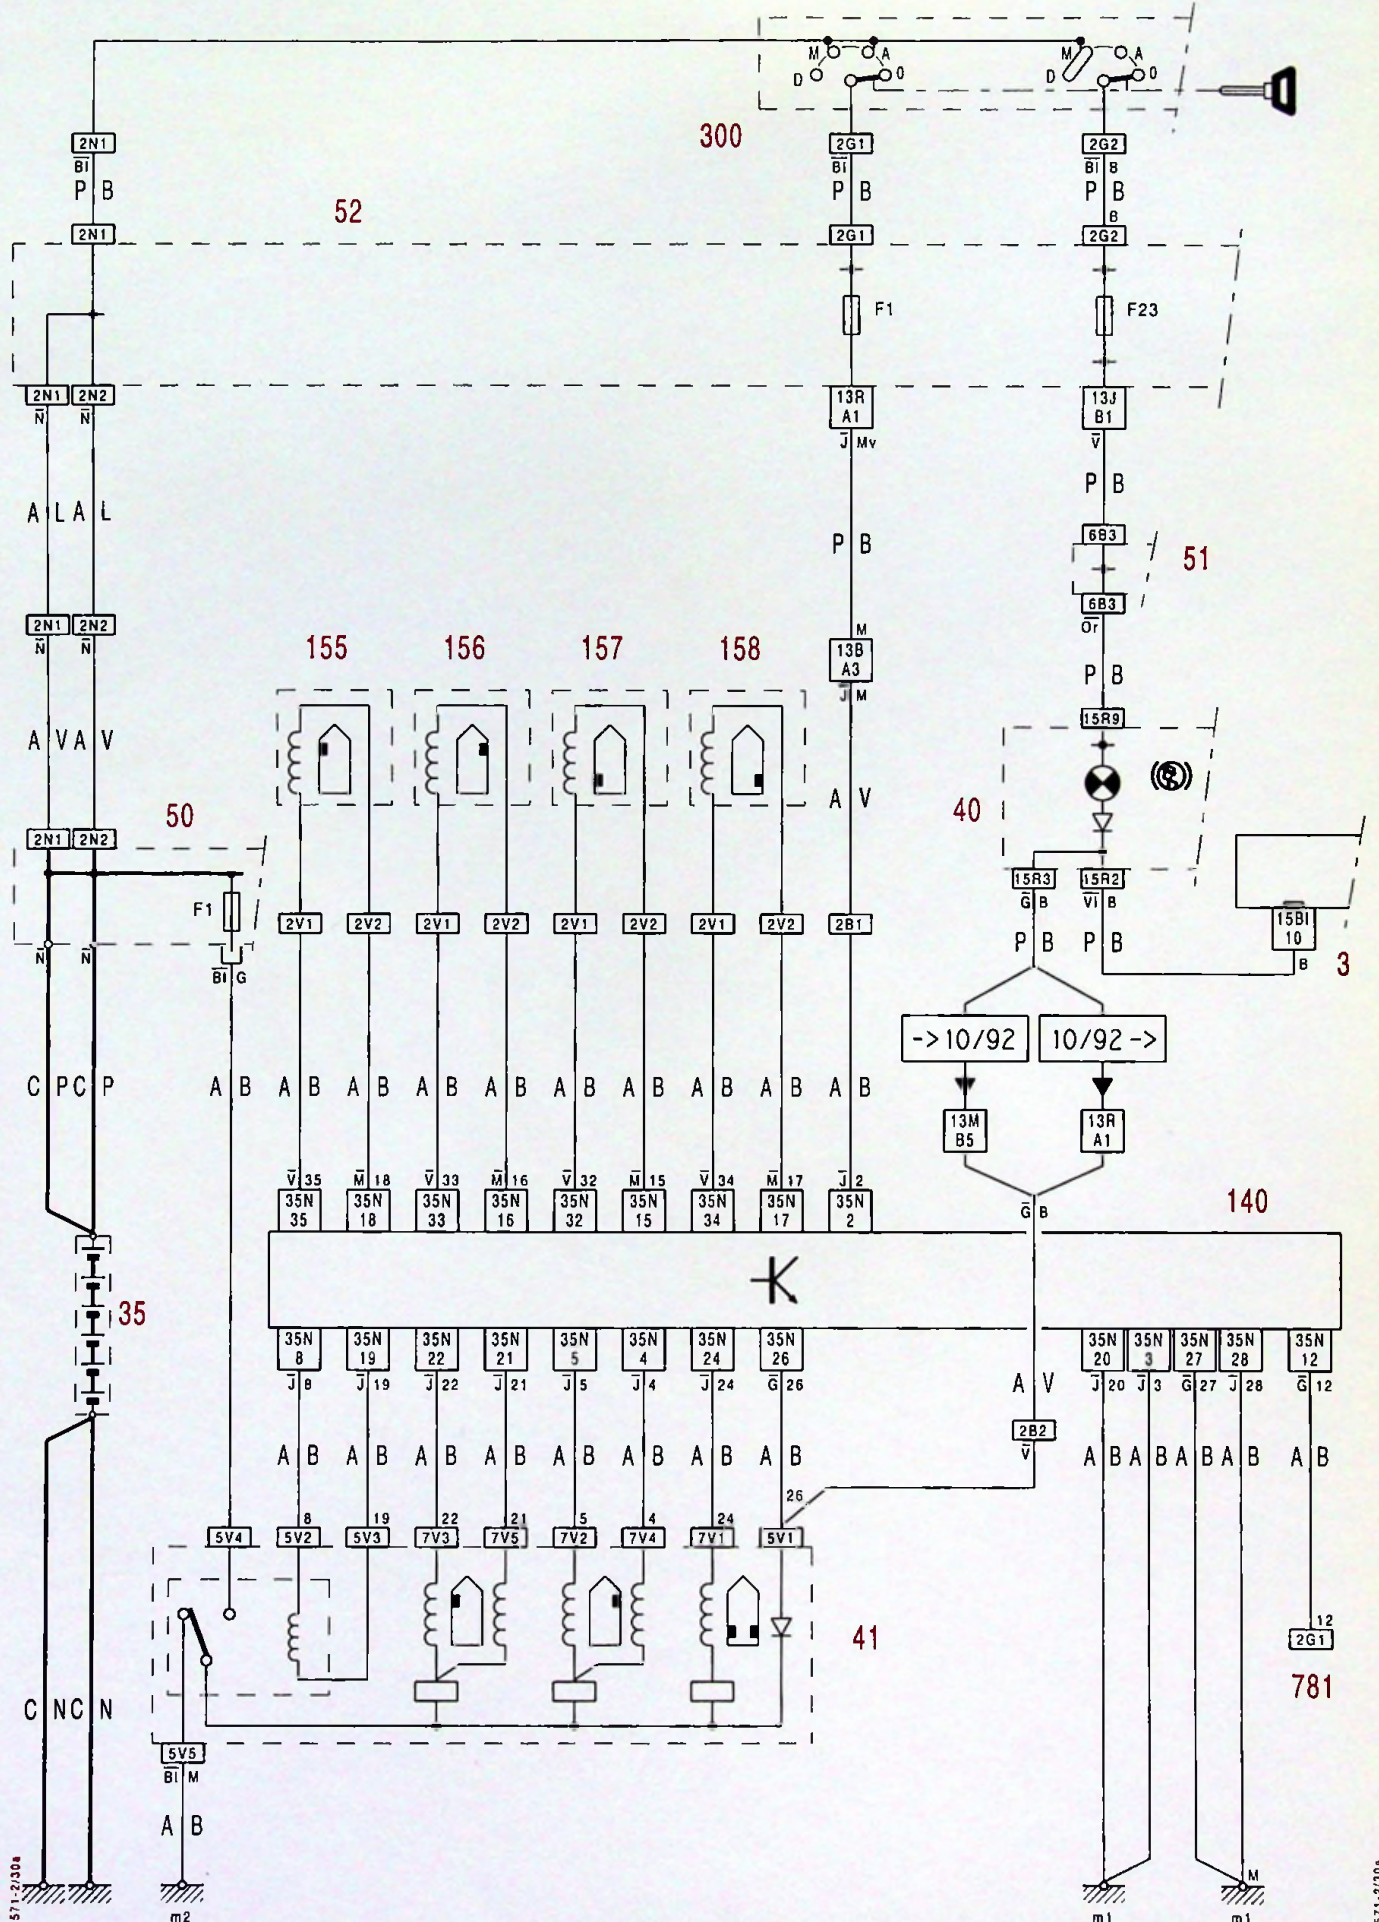 M A M A
D O D O
300
2N1 2G1 2G2
BI BI BI B
P B P B P B
52
B
2N1 2G1 2G2
F1 F23
2N1 2N2 13R A1 13J B1
N N J Mv V
A L A L P B
P B
6B3
51
6B3
Or
2N1 2N2
N N
M
13B A3
J M
155 156 157 158
P B
15R9
A V A V A V
40
50
2N1 2N2
15R3 15R2
G B VI B
F1
2V1 2V2 2V1 2V2 2V1 2V2 2V1 2V2 2B1
15BI 10
B
3
P B P B
N N
BI G
->10/92 10/92->
C P C P A B A B A B A B A B A B A B A B A B A B
13M B5 13R A1
V 35 M 18 V 33 M 16 V 32 M 15 V 34 M 17 J 2
35N 35 35N 18 35N 33 35N 16 35N 32 35N 15 35N 34 35N 17 35N 2
G B
140
35
35N 8 35N 19 35N 22 35N 21 35N 5 35N 4 35N 24 35N 26 35N 20 35N 3 35N 27 35N 28 35N 12
J 8 J 19 J 22 J 21 J 5 J 4 J 24 G 26 J 20 J 3 G 27 J 28 G 12
A V
2B2
V
A B A B A B A B A B A B A B A B A B A B A B A B A B
26
8 19 22 21 5 4 24
5V4 5V2 5V3 7V3 7V5 7V2 7V4 7V1 5V1
41
12
2G1
781
C N C N
5V5
BI M
A B
M
m2 m1 m1
571-2/30a
571-2/30a